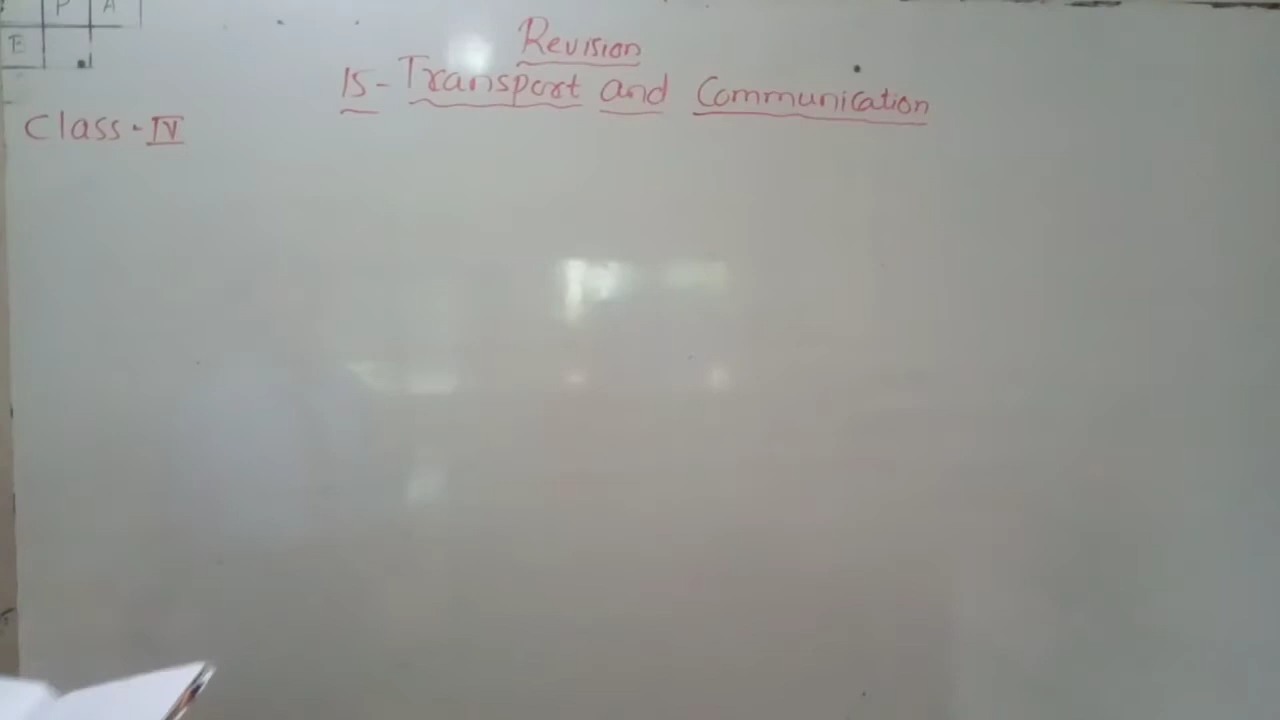 P A
E
Revision
15-Transport and Communication
Class-IV